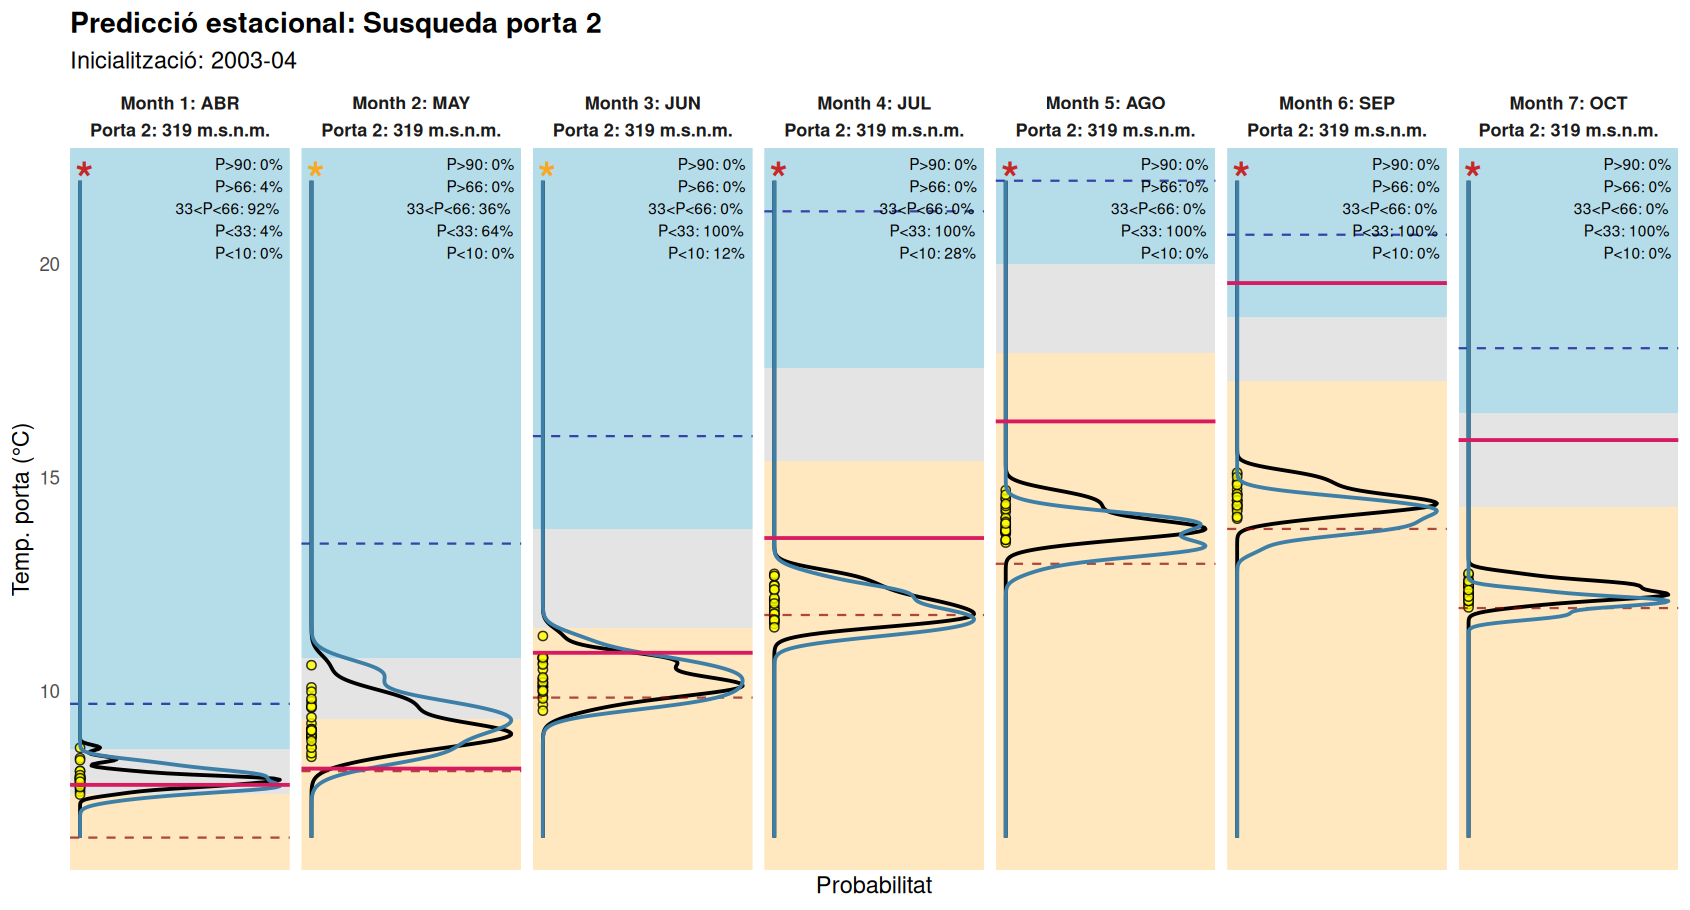 Predicció estacional: Susqueda porta 2
Inicialització: 2003-04
Month 1: ABR
Porta 2: 319 m.s.n.m.
Month 2: MAY
Porta 2: 319 m.s.n.m.
Month 3: JUN
Porta 2: 319 m.s.n.m.
Month 4: JUL
Porta 2: 319 m.s.n.m.
Month 5: AGO
Porta 2: 319 m.s.n.m.
Month 6: SEP
Porta 2: 319 m.s.n.m.
Month 7: OCT
Porta 2: 319 m.s.n.m.
*
P>90: 0%
P>66: 4%
33<P<66: 92%
P<33: 4%
P<10: 0%
*
P>90: 0%
P>66: 0%
33<P<66: 36%
P<33: 64%
P<10: 0%
*
P>90: 0%
P>66: 0%
33<P<66: 0%
P<33: 100%
P<10: 12%
*
P>90: 0%
P>66: 0%
33<P<66: 0%
P<33: 100%
P<10: 28%
*
P>90: 0%
P>66: 0%
33<P<66: 0%
P<33: 100%
P<10: 0%
*
P>90: 0%
P>66: 0%
33<P<66: 0%
P<33: 100%
P<10: 0%
*
P>90: 0%
P>66: 0%
33<P<66: 0%
P<33: 100%
P<10: 0%
20
15
10
Temp. porta (°C)
Probabilitat